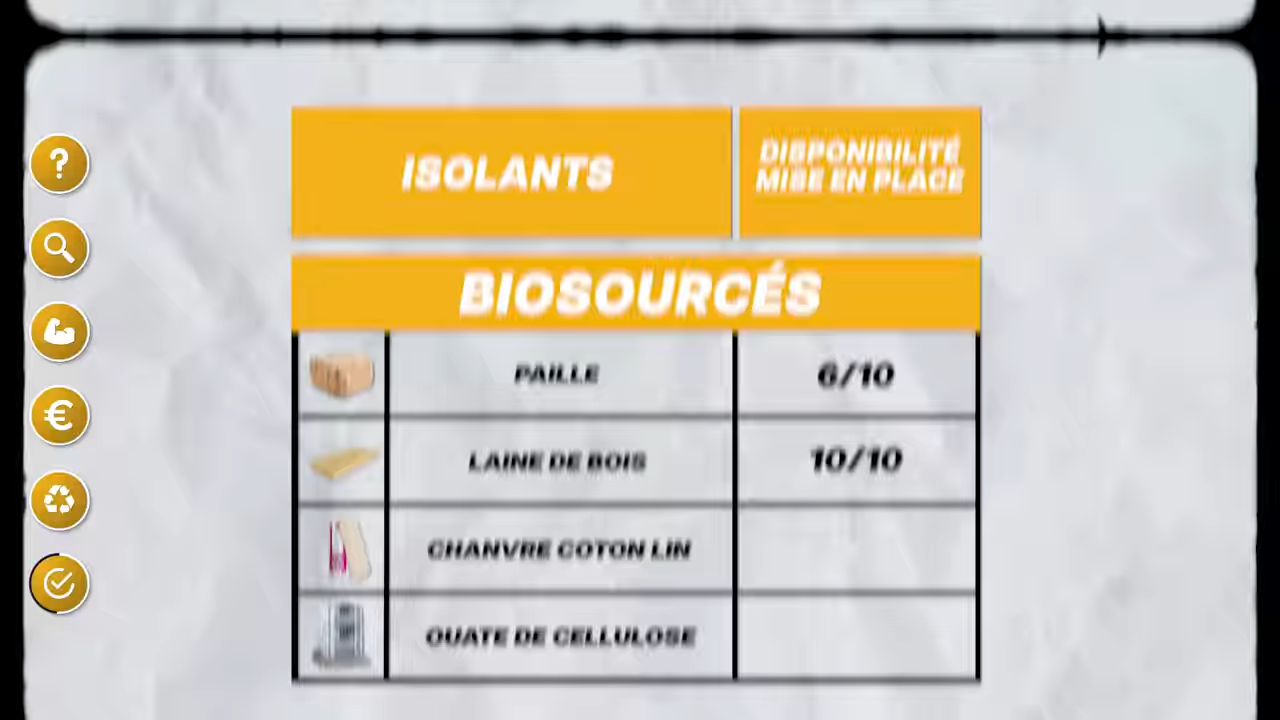 ISOLANTS
DISPONIBILITÉ
MISE EN PLACE
BIOSOURCÉS
PAILLE
6/10
LAINE DE BOIS
10/10
CHANVRE COTON LIN
OUATE DE CELLULOSE